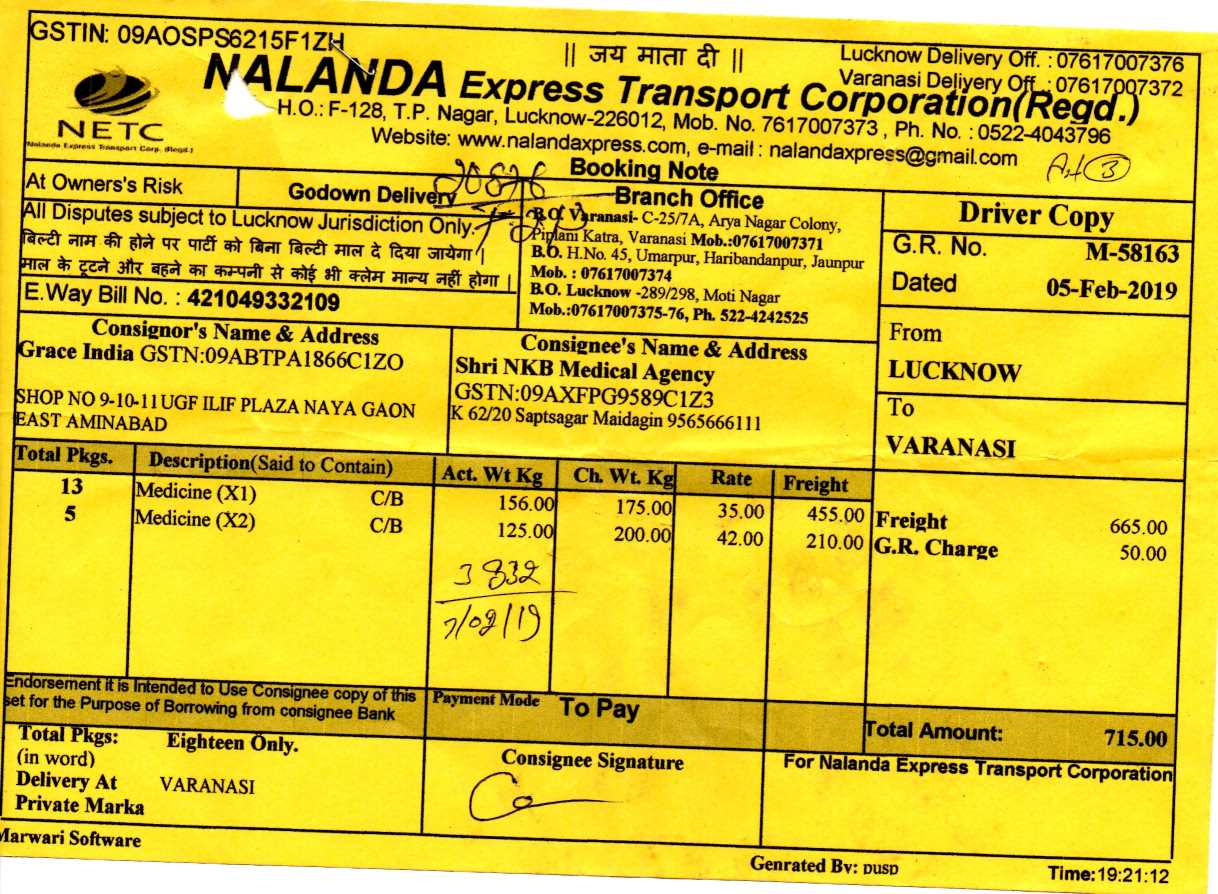 GSTIN: 09AOSPS6215F1ZH
|| जय माता दी ||
Lucknow Delivery Off. : 07617007376
Varanasi Delivery Off. : 07617007372
NALANDA Express Transport Corporation(Regd.)
NETC
Nalanda Express Transport Corp. (Regd.)
H.O.: F-128, T.P. Nagar, Lucknow-226012, Mob. No. 7617007373 , Ph. No. : 0522-4043796
Website: www.nalandaxpress.com, e-mail : nalandaxpress@gmail.com
Booking Note
At Owners's Risk
Godown Delivery
All Disputes subject to Lucknow Jurisdiction Only.
बिल्टी नाम की होने पर पार्टी को बिना बिल्टी माल दे दिया जायेगा |
माल के टूटने और बहने का कम्पनी से कोई भी क्लेम मान्य नहीं होगा |
E.Way Bill No. : 421049332109
Branch Office
B.O. Varanasi- C-25/7A, Arya Nagar Colony,
Piplani Katra, Varanasi Mob.:07617007371
B.O. H.No. 45, Umarpur, Haribandanpur, Jaunpur
Mob. : 07617007374
B.O. Lucknow -289/298, Moti Nagar
Mob.:07617007375-76, Ph. 522-4242525
Driver Copy
G.R. No. M-58163
Dated 05-Feb-2019
From
LUCKNOW
To
VARANASI
Consignor's Name & Address
Grace India GSTN:09ABTPA1866C1ZO
SHOP NO 9-10-11UGF ILIF PLAZA NAYA GAON
EAST AMINABAD
Consignee's Name & Address
Shri NKB Medical Agency
GSTN:09AXFPG9589C1Z3
K 62/20 Saptsagar Maidagin 9565666111
Total Pkgs. Description(Said to Contain) Act. Wt Kg Ch. Wt. Kg Rate Freight
13 Medicine (X1) C/B 156.00 175.00 35.00 455.00
5 Medicine (X2) C/B 125.00 200.00 42.00 210.00
Freight 665.00
G.R. Charge 50.00
3832
7/02/19
Endorsement it is Intended to Use Consignee copy of this
set for the Purpose of Borrowing from consignee Bank
Payment Mode To Pay
Total Amount: 715.00
Total Pkgs: Eighteen Only.
(in word)
Delivery At VARANASI
Private Marka
Consignee Signature
For Nalanda Express Transport Corporation
Marwari Software
Genrated By: pusp
Time:19:21:12